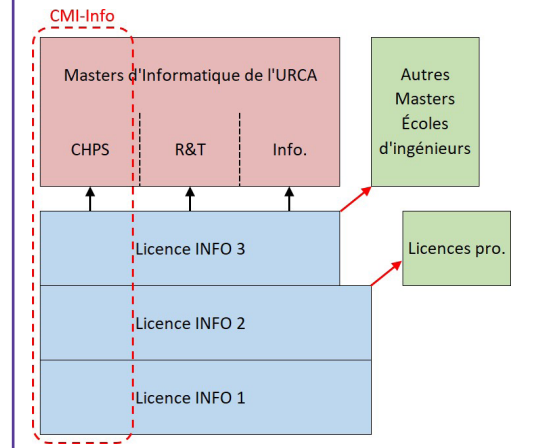 CMI-Info
Masters d'Informatique de l'URCA
CHPS
R&T
Info.
Autres
Masters
Écoles
d'ingénieurs
Licence INFO 3
Licences pro.
Licence INFO 2
Licence INFO 1